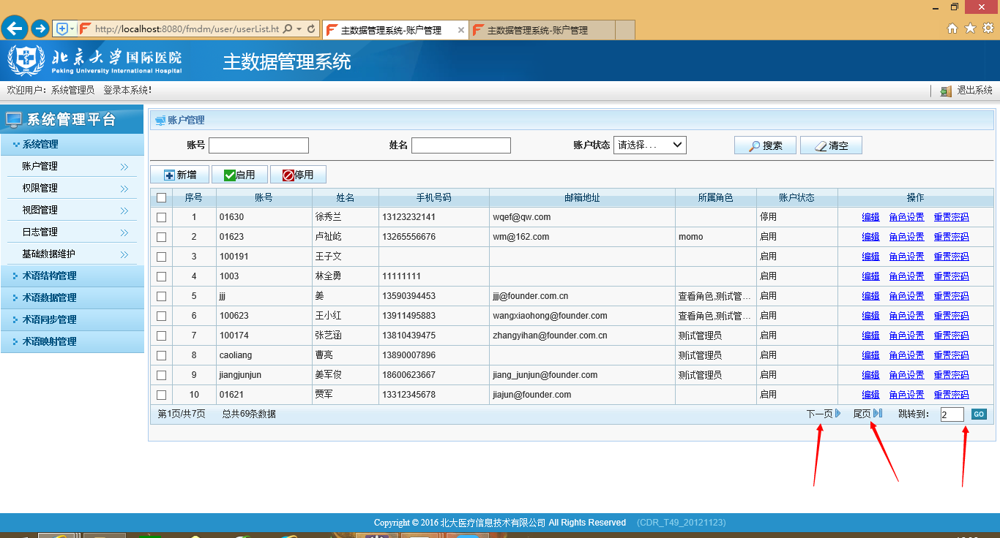 http://localhost:8080/fmdm/user/userList.ht
主数据管理系统-账户管理
主数据管理系统-账户管理
北京大学国际医院
Peking University International Hospital
主数据管理系统
欢迎用户：系统管理员 登录本系统!
退出系统
系统管理平台
系统管理
账户管理
权限管理
视图管理
日志管理
基础数据维护
术语结构管理
术语数据管理
术语同步管理
术语映射管理
账户管理
账号 姓名 账户状态 请选择... 搜索 清空
新增 启用 停用
序号 账号 姓名 手机号码 邮箱地址 所属角色 账户状态 操作
1 01630 徐秀兰 13123232141 wqef@qw.com 停用 编辑 角色设置 重置密码
2 01623 卢祉屹 13265556676 wm@162.com momo 启用 编辑 角色设置 重置密码
3 100191 王子文 启用 编辑 角色设置 重置密码
4 1003 林全勇 11111111 启用 编辑 角色设置 重置密码
5 jjj 姜 13590394453 jjj@founder.com.cn 查看角色,测试管... 启用 编辑 角色设置 重置密码
6 100623 王小红 13911495883 wangxiaohong@founder.com 查看角色,测试管... 启用 编辑 角色设置 重置密码
7 100174 张艺涵 13810439475 zhangyihan@founder.com.cn 测试管理员 启用 编辑 角色设置 重置密码
8 caoliang 曹亮 13890007896 测试管理员 启用 编辑 角色设置 重置密码
9 jiangjunjun 姜军俊 18600623667 jiang_junjun@founder.com 测试管理员 启用 编辑 角色设置 重置密码
10 01621 贾军 13312345678 jiajun@founder.com 启用 编辑 角色设置 重置密码
第1页/共7页 总共69条数据 下一页 尾页 跳转到： 2 GO
Copyright © 2016 北大医疗信息技术有限公司 All Rights Reserved (CDR_T49_20121123)